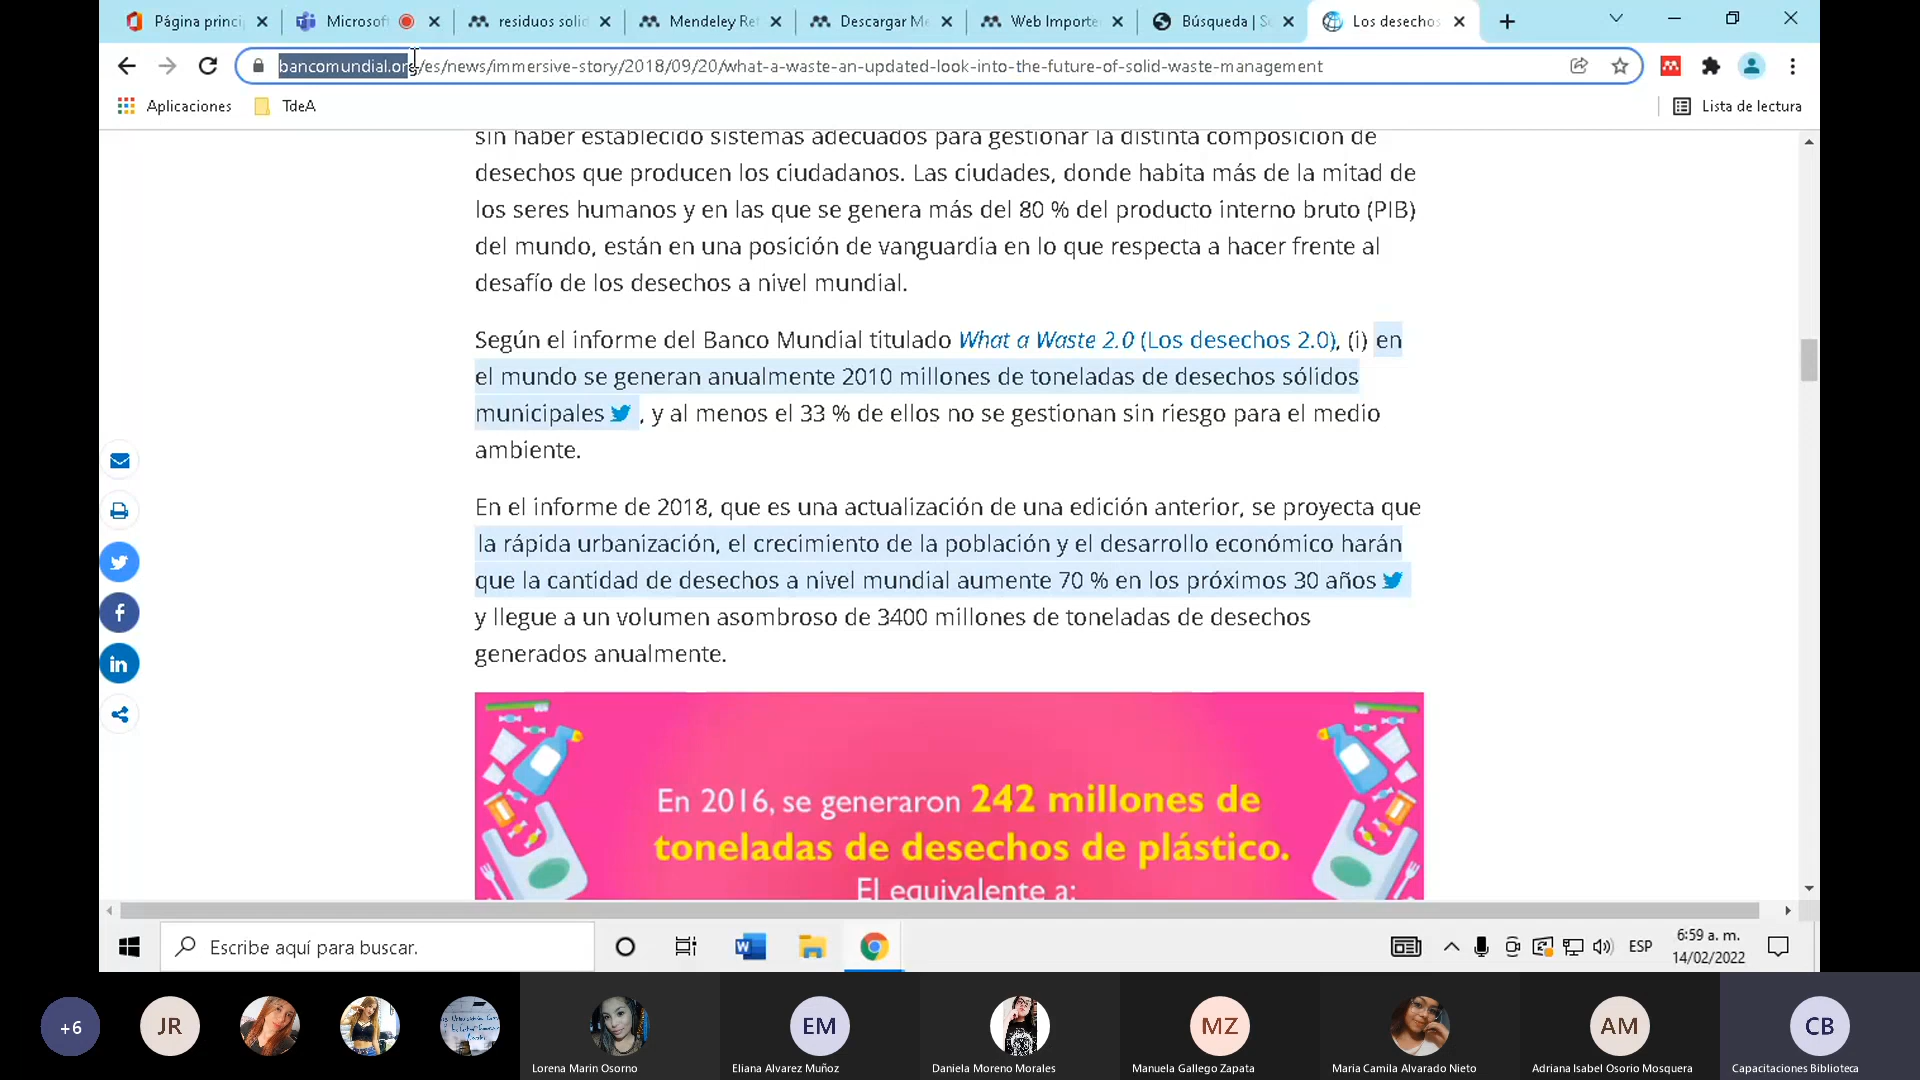 Página princi
Microsof
residuos solid
Mendeley Re
Descargar Me
Web Importe
Búsqueda | S
Los desechos
bancomundial.org/es/news/immersive-story/2018/09/20/what-a-waste-an-updated-look-into-the-future-of-solid-waste-management
Aplicaciones
TdeA
Lista de lectura
sin haber establecido sistemas adecuados para gestionar la distinta composición de
desechos que producen los ciudadanos. Las ciudades, donde habita más de la mitad de
los seres humanos y en las que se genera más del 80 % del producto interno bruto (PIB)
del mundo, están en una posición de vanguardia en lo que respecta a hacer frente al
desafío de los desechos a nivel mundial.
Según el informe del Banco Mundial titulado What a Waste 2.0 (Los desechos 2.0), (i) en
el mundo se generan anualmente 2010 millones de toneladas de desechos sólidos
municipales , y al menos el 33 % de ellos no se gestionan sin riesgo para el medio
ambiente.
En el informe de 2018, que es una actualización de una edición anterior, se proyecta que
la rápida urbanización, el crecimiento de la población y el desarrollo económico harán
que la cantidad de desechos a nivel mundial aumente 70 % en los próximos 30 años
y llegue a un volumen asombroso de 3400 millones de toneladas de desechos
generados anualmente.
En 2016, se generaron 242 millones de
toneladas de desechos de plástico.
El equivalente a:
Escribe aquí para buscar.
ESP
6:59 a. m.
14/02/2022
+6
JR
EM
MZ
AM
CB
Lorena Marin Osorno
Eliana Alvarez Muñoz
Daniela Moreno Morales
Manuela Gallego Zapata
Maria Camila Alvarado Nieto
Adriana Isabel Osorio Mosquera
Capacitaciones Biblioteca